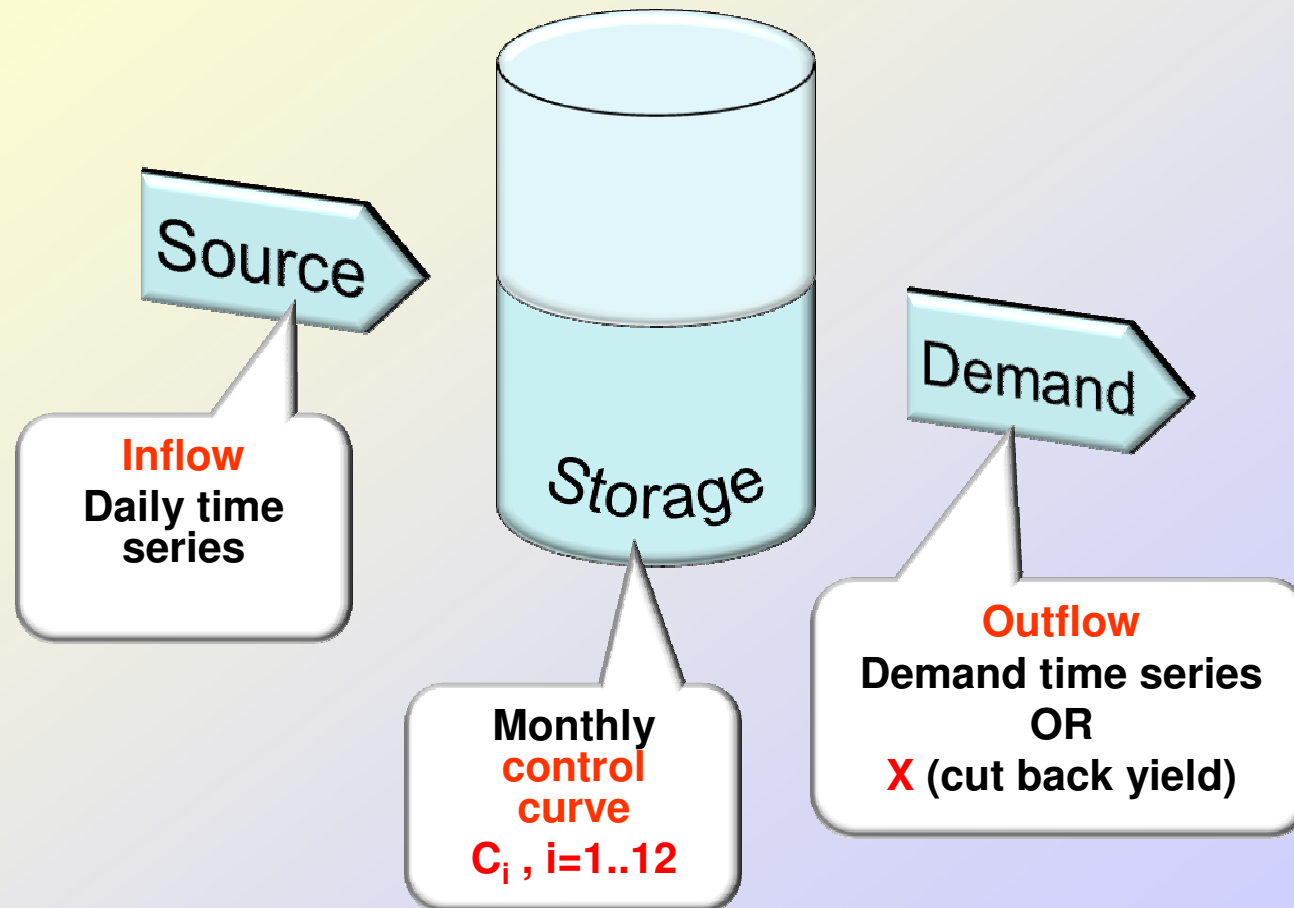 Source
Storage
Demand
Inflow
Daily time
series
Monthly
control
curve
Cᵢ , i=1..12
Outflow
Demand time series
OR
X (cut back yield)